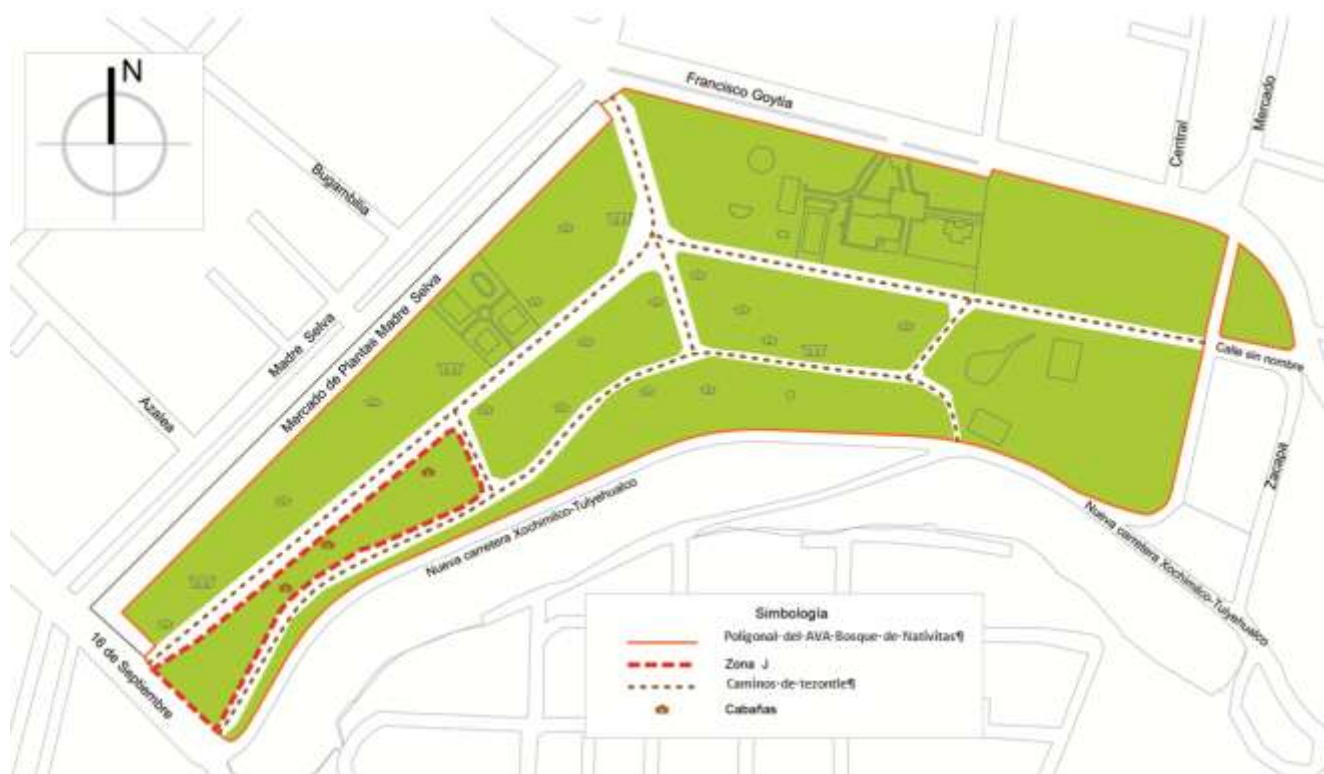 N
Francisco Goytia
Central
Mercado
Bugambilia
Madre Selva
Mercado de Plantas Madre Selva
Azalea
Calle sin nombre
Zacapal
Nueva carretera Xochimilco-Tulyehualco
Nueva carretera Xochimilco-Tulyehualco
16 de Septiembre
Simbología
Poligonal·del·AVA·Bosque·de·Nativitas¶
Zona J
Caminos·de·tezontle¶
Cabañas